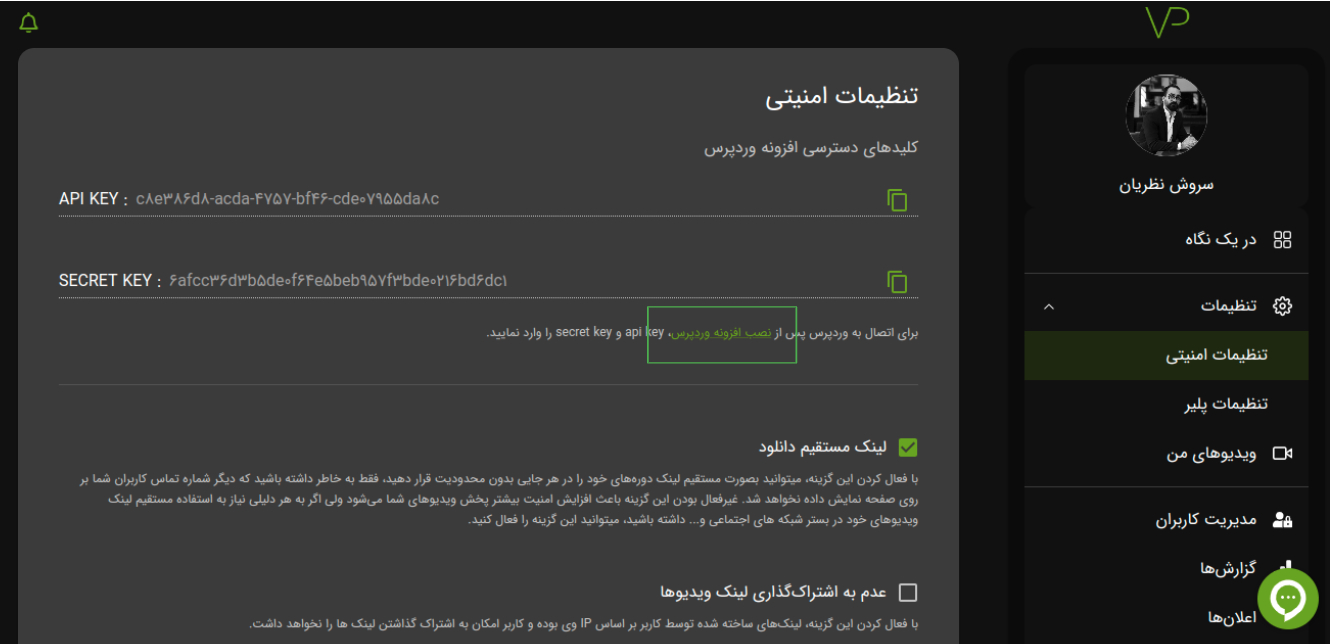 VP
تنظیمات امنیتی
کلیدهای دسترسی افزونه وردپرس
API KEY : c۸e۳۸۶d۸-acda-۴۷۵۷-bf۴۶-cde۰۷۹۵۵da۸c
SECRET KEY : ۶afcc۳۶d۳b۵de۰f۶۴e۵beb۹۵۷f۳bde۰۲۱۶bd۶dc۱
برای اتصال به وردپرس پس از نصب افزونه وردپرس، api key و secret key را وارد نمایید.
لینک مستقیم دانلود
با فعال کردن این گزینه، میتوانید بصورت مستقیم لینک دوره‌های خود را در هر جایی بدون محدودیت قرار دهید، فقط به خاطر داشته باشید که دیگر شماره تماس کاربران شما بر
روی صفحه نمایش داده نخواهد شد. غیرفعال بودن این گزینه باعث افزایش امنیت بیشتر پخش ویدیوهای شما می‌شود ولی اگر به هر دلیلی نیاز به استفاده مستقیم لینک
ویدیوهای خود در بستر شبکه های اجتماعی و... داشته باشید، میتوانید این گزینه را فعال کنید.
عدم به اشتراک‌گذاری لینک ویدیوها
با فعال کردن این گزینه، لینک‌های ساخته شده توسط کاربر بر اساس IP وی بوده و کاربر امکان به اشتراک گذاشتن لینک ها را نخواهد داشت.
سروش نظریان
در یک نگاه
تنظیمات
تنظیمات امنیتی
تنظیمات پلیر
ویدیوهای من
مدیریت کاربران
گزارش‌ها
اعلان‌ها